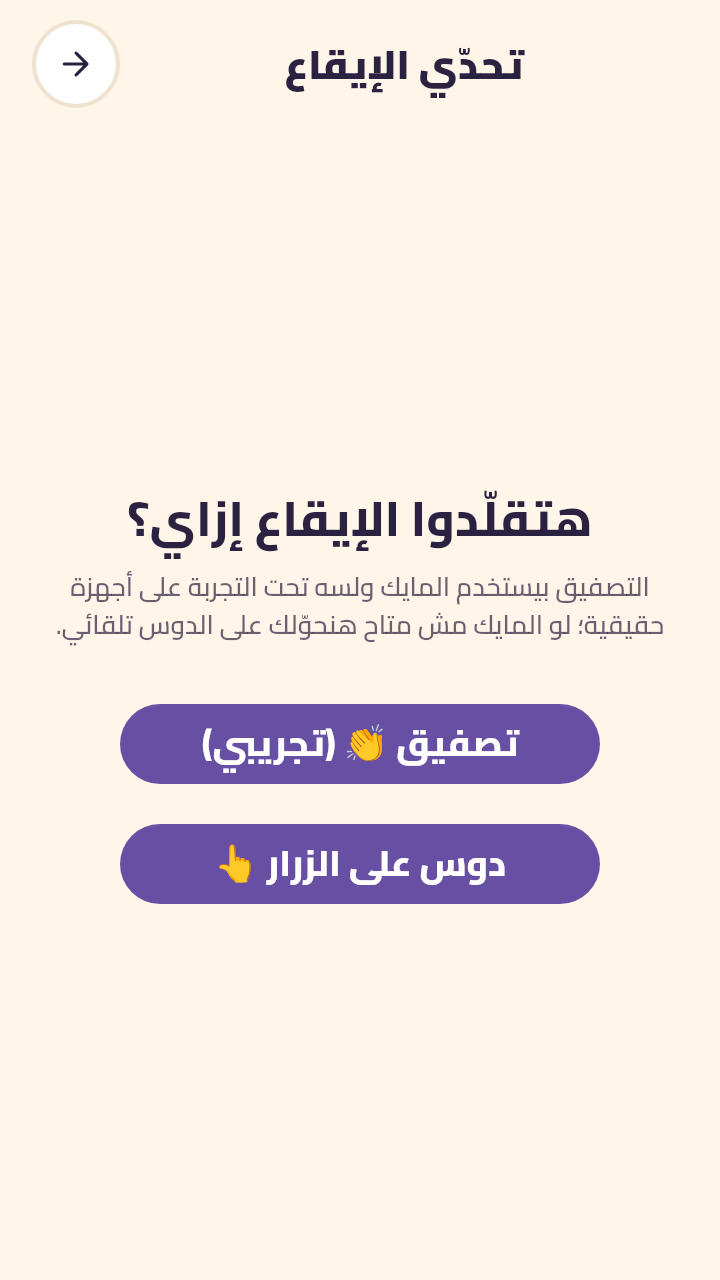 تحدّي الإيقاع
هتقلّدوا الإيقاع إزاي؟
التصفيق بيستخدم المايك ولسه تحت التجربة على أجهزة
حقيقية؛ لو المايك مش متاح هنحوّلك على الدوس تلقائي.
تصفيق 👏 (تجريبي)
دوس على الزرار 👆